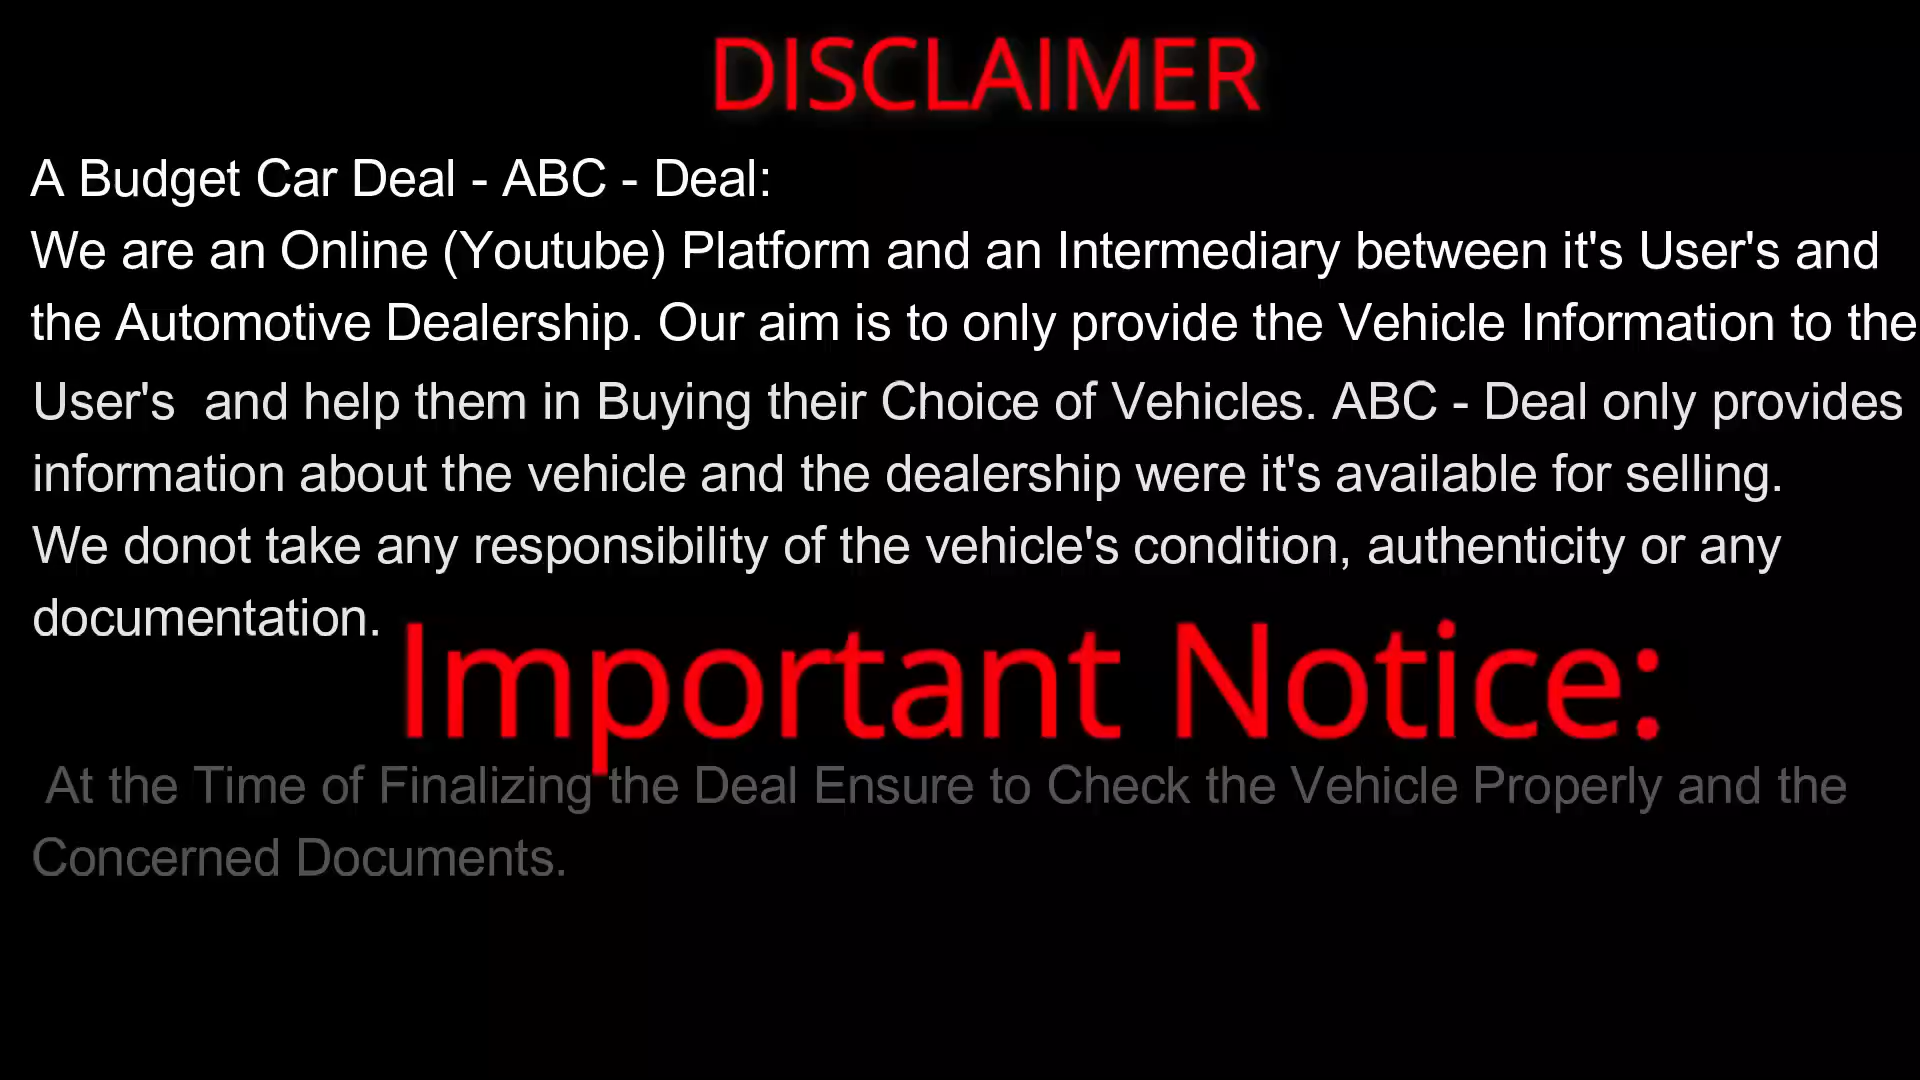 DISCLAIMER
A Budget Car Deal - ABC - Deal:
We are an Online (Youtube) Platform and an Intermediary between it's User's and
the Automotive Dealership. Our aim is to only provide the Vehicle Information to the
User's  and help them in Buying their Choice of Vehicles. ABC - Deal only provides
information about the vehicle and the dealership were it's available for selling.
We donot take any responsibility of the vehicle's condition, authenticity or any
documentation.
Important Notice:
At the Time of Finalizing the Deal Ensure to Check the Vehicle Properly and the
Concerned Documents.